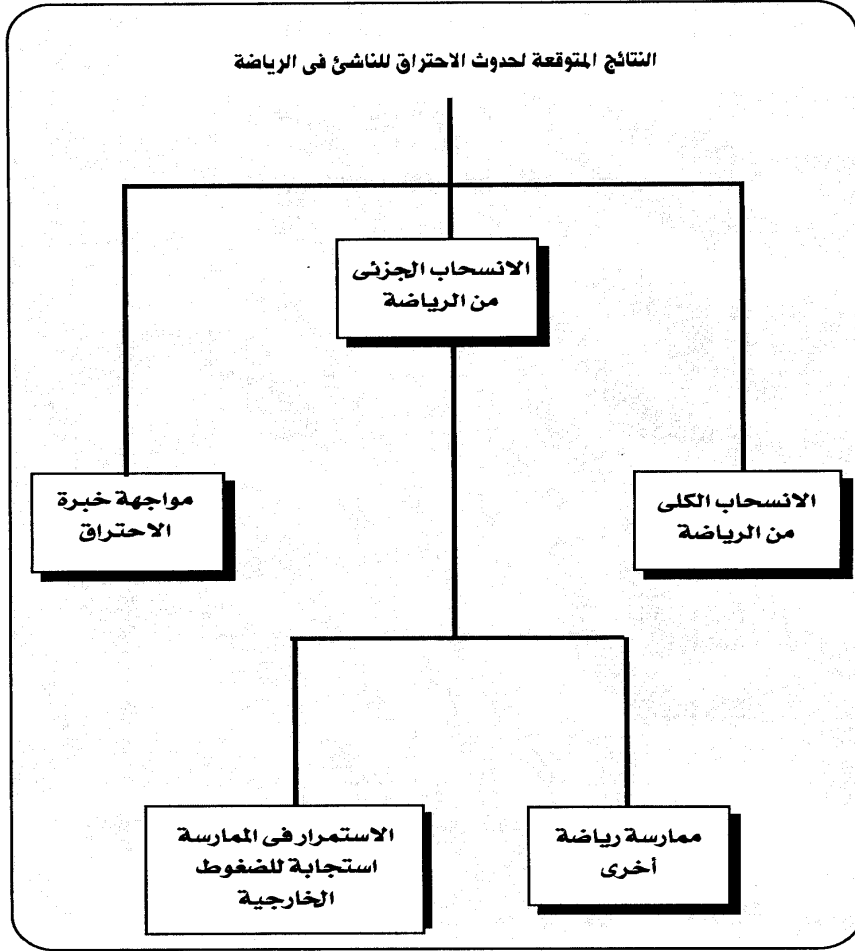 النتائج المتوقعة لحدوث الاحتراق للناشئ فى الرياضة
الانسحاب الجزئى
من الرياضة
الانسحاب الكلى
من الرياضة
مواجهة خبرة
الاحتراق
ممارسة رياضة
أخرى
الاستمرار فى الممارسة
استجابة للضغوط
الخارجية